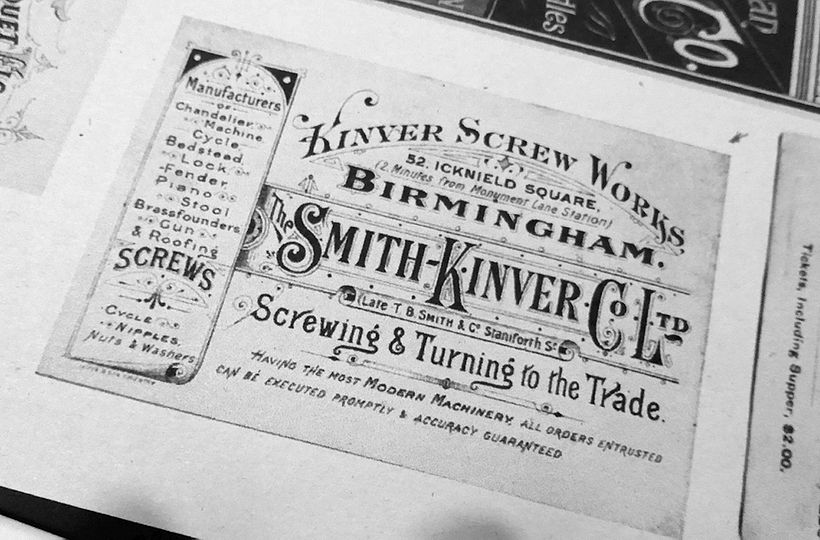 Manufacturers
OF
Chandelier
Machine
Cycle
Bedstead
Lock
Fender
Piano
Stool
Brassfounders
Gun
& Roofing
SCREWS
CYCLE
NIPPLES,
Nuts & Washers
KINVER SCREW WORKS
52, ICKNIELD SQUARE,
(2 Minutes from Monument Lane Station)
BIRMINGHAM.
The SMITH-KINVER Co LTD
(Late T. B. SMITH & Co Staniforth St)
Screwing & Turning to the Trade.
HAVING THE MOST MODERN MACHINERY, ALL ORDERS ENTRUSTED
CAN BE EXECUTED PROMPTLY & ACCURACY GUARANTEED
Co.
Tickets, Including Supper, $2.00.